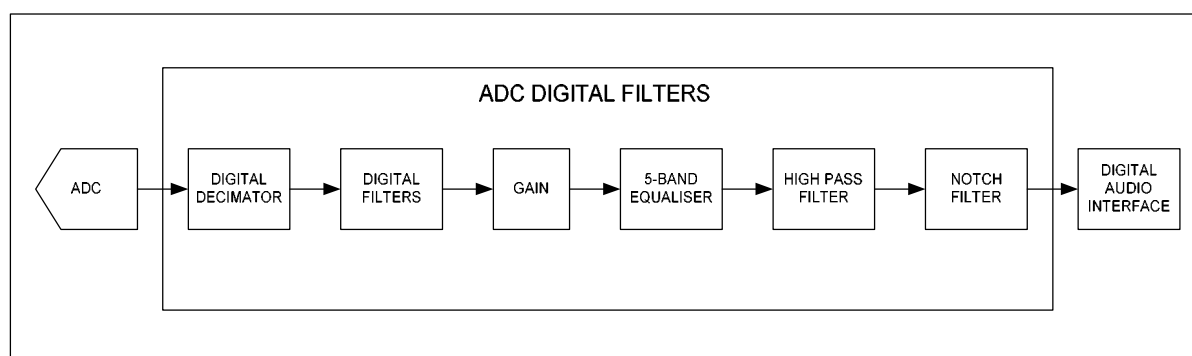 ADC DIGITAL FILTERS
ADC
DIGITAL
DECIMATOR
DIGITAL
FILTERS
GAIN
5-BAND
EQUALISER
HIGH PASS
FILTER
NOTCH
FILTER
DIGITAL
AUDIO
INTERFACE